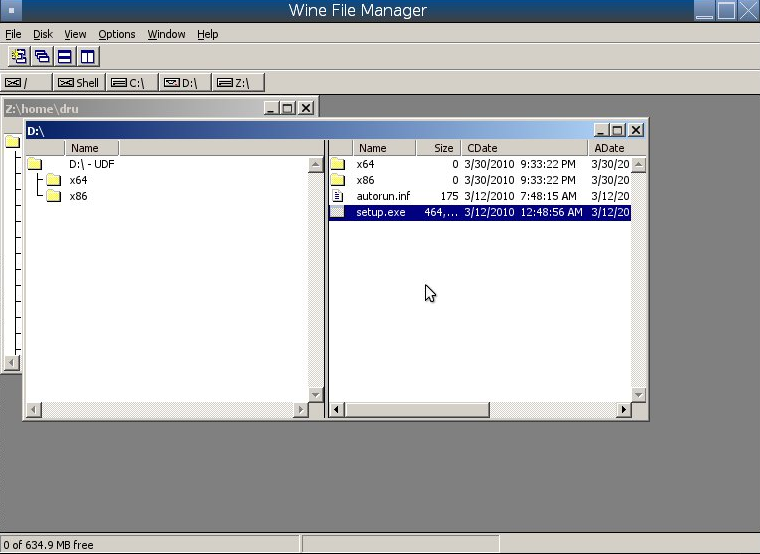 Wine File Manager
File Disk View Options Window Help
/ Shell C:\ D:\ Z:\
Z:\home\dru
D:\
Name
Name Size CDate ADate
D:\ - UDF
x64
x86
x64 0 3/30/2010 9:33:22 PM 3/30/20
x86 0 3/30/2010 9:33:22 PM 3/30/20
autorun.inf 175 3/12/2010 7:48:15 AM 3/12/20
setup.exe 464,... 3/12/2010 12:48:56 AM 3/12/20
0 of 634.9 MB free